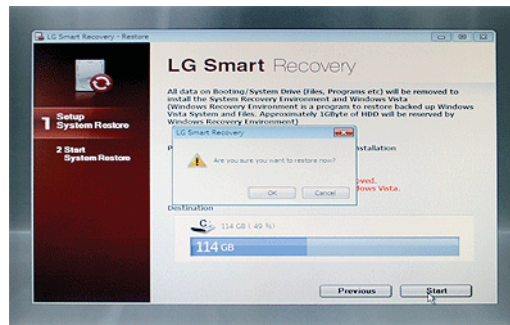 LG Smart Recovery - Restore
LG Smart Recovery
All data on Booting/System Drive (Files, Programs etc) will be removed to
install the System Recovery Environment and Windows Vista
(Windows Recovery Environment is a program to restore backed up Windows
Vista System and Files. Approximately 1GByte of HDD will be reserved by
Windows Recovery Environment)
1 Setup
System Restore
2 Start
System Restore
LG Smart Recovery
Are you sure you want to restore now?
OK
Cancel
Destination
C:
114 GB ( 49 %)
114 GB
Previous
Start